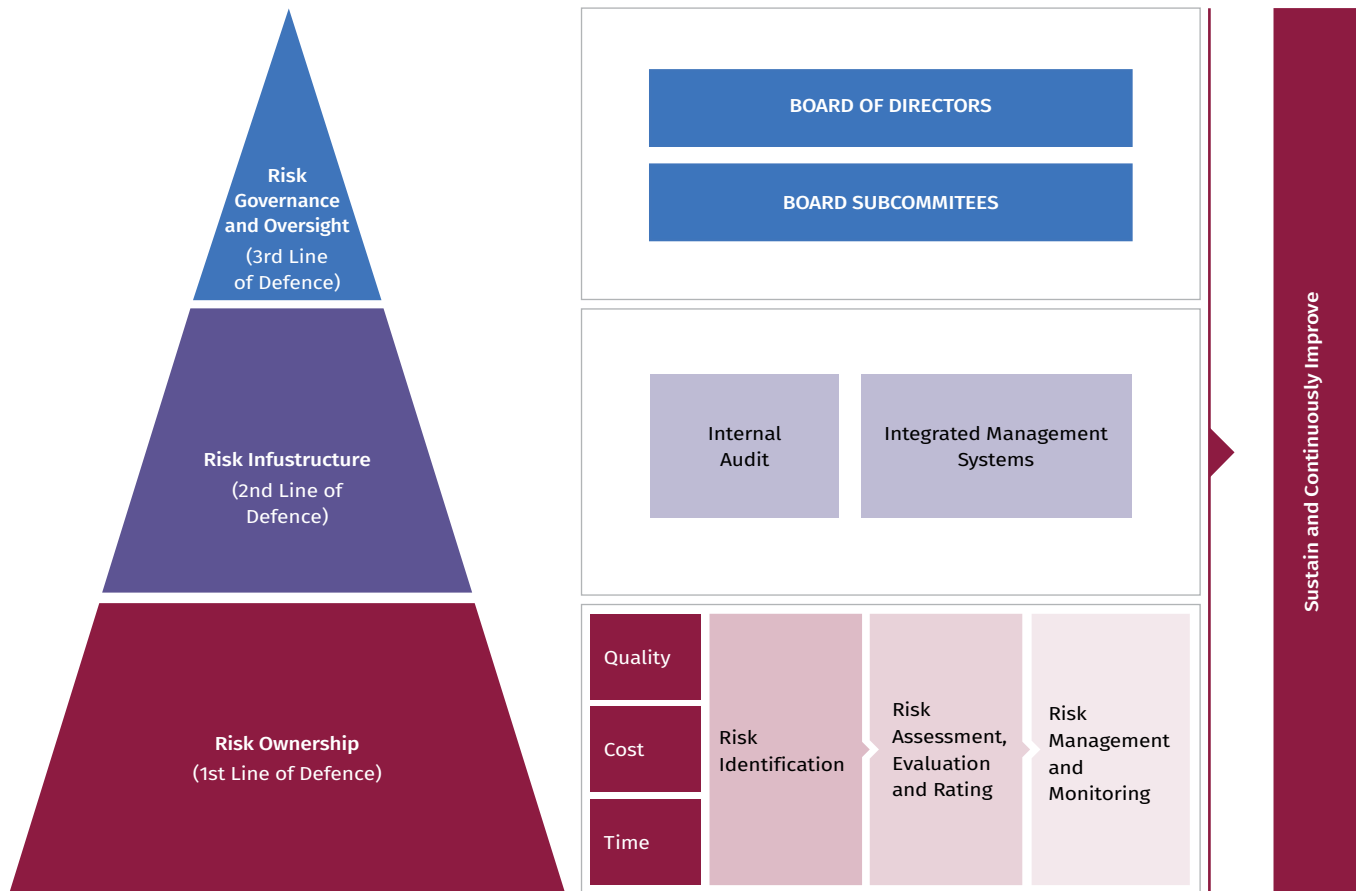 Risk
Governance
and Oversight
(3rd Line
of Defence)
BOARD OF DIRECTORS
BOARD SUBCOMMITEES
Risk Infustructure
(2nd Line of
Defence)
Internal
Audit
Integrated Management
Systems
Risk Ownership
(1st Line of Defence)
Quality
Cost
Time
Risk
Identification
Risk
Assessment,
Evaluation
and Rating
Risk
Management
and
Monitoring
Sustain and Continuously Improve